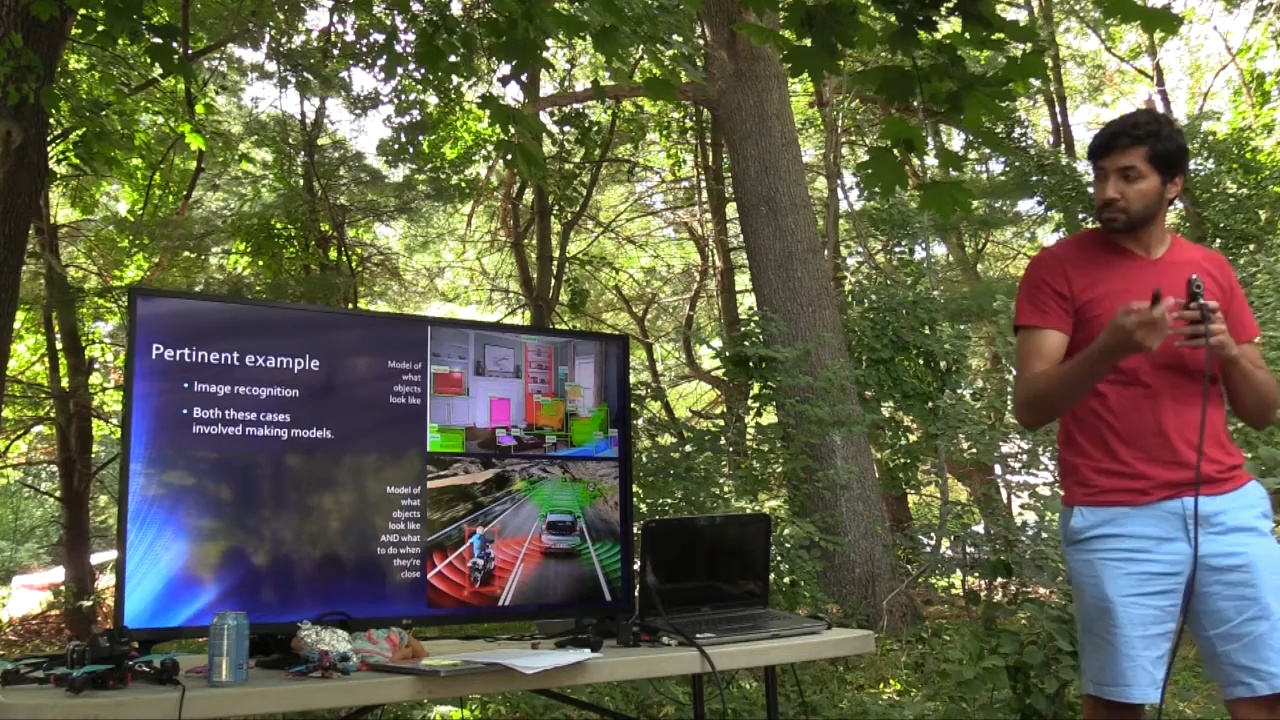 Pertinent example
• Image recognition
• Both these cases
involved making models.
Model of
what
objects
look like
Model of
what
objects
look like
AND what
to do when
they're
close